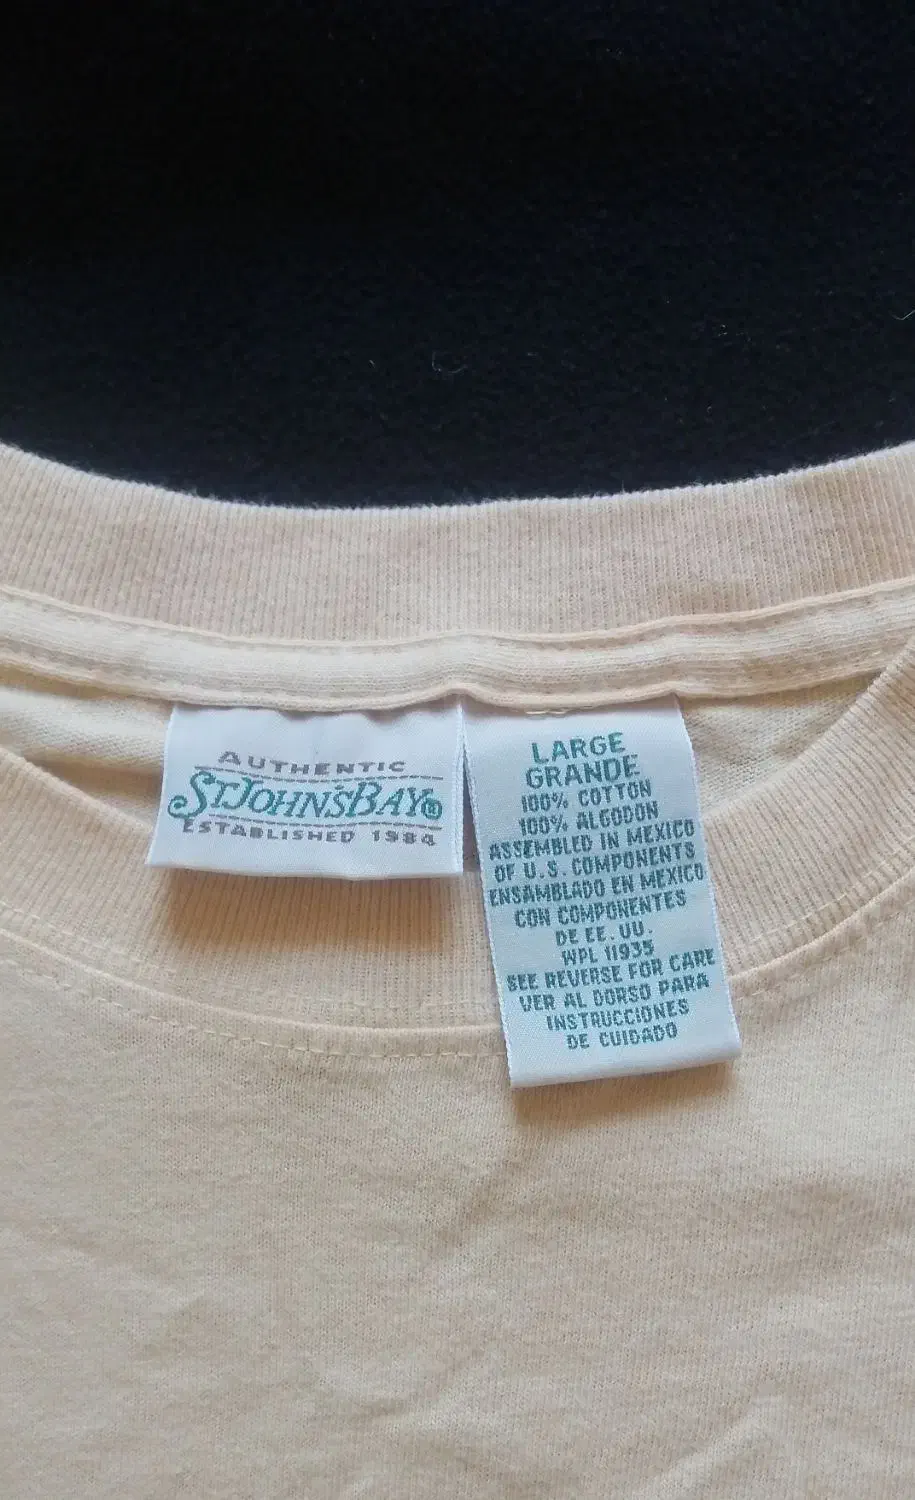 AUTHENTIC
ST.JOHN'SBAY®
ESTABLISHED 1984
LARGE
GRANDE
100% COTTON
100% ALGODON
ASSEMBLED IN MEXICO
OF U.S. COMPONENTS
ENSAMBLADO EN MEXICO
CON COMPONENTES
DE EE. UU.
WPL 11935
SEE REVERSE FOR CARE
VER AL DORSO PARA
INSTRUCCIONES
DE CUIDADO